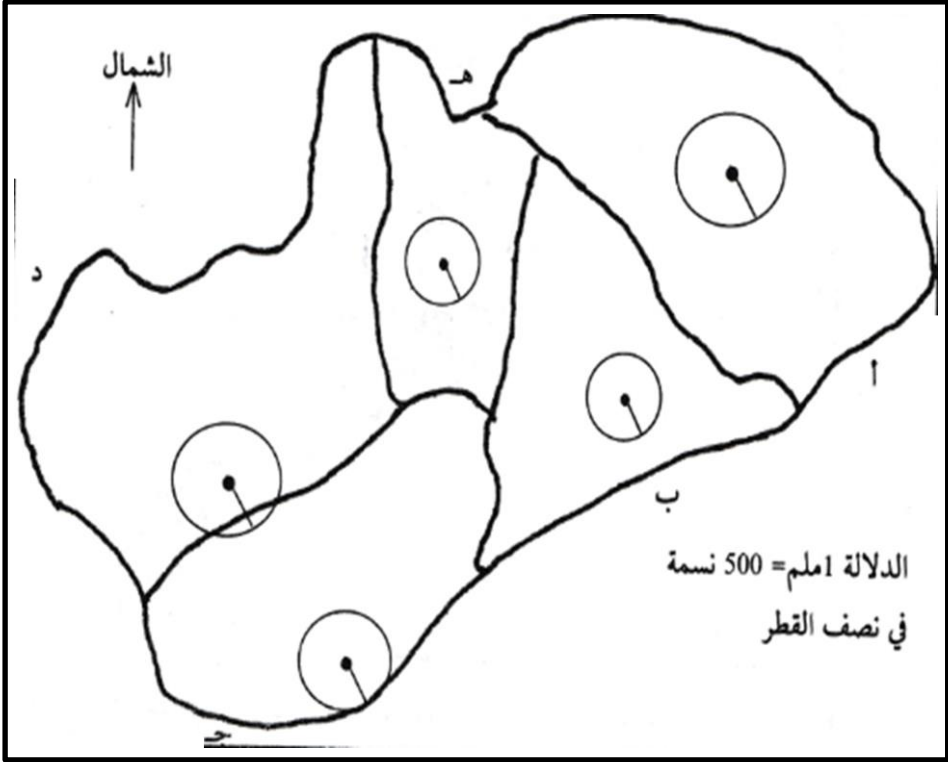 الشمال
هـ
د
أ
ب
الدلالة 1ملم= 500 نسمة
في نصف القطر
جـ